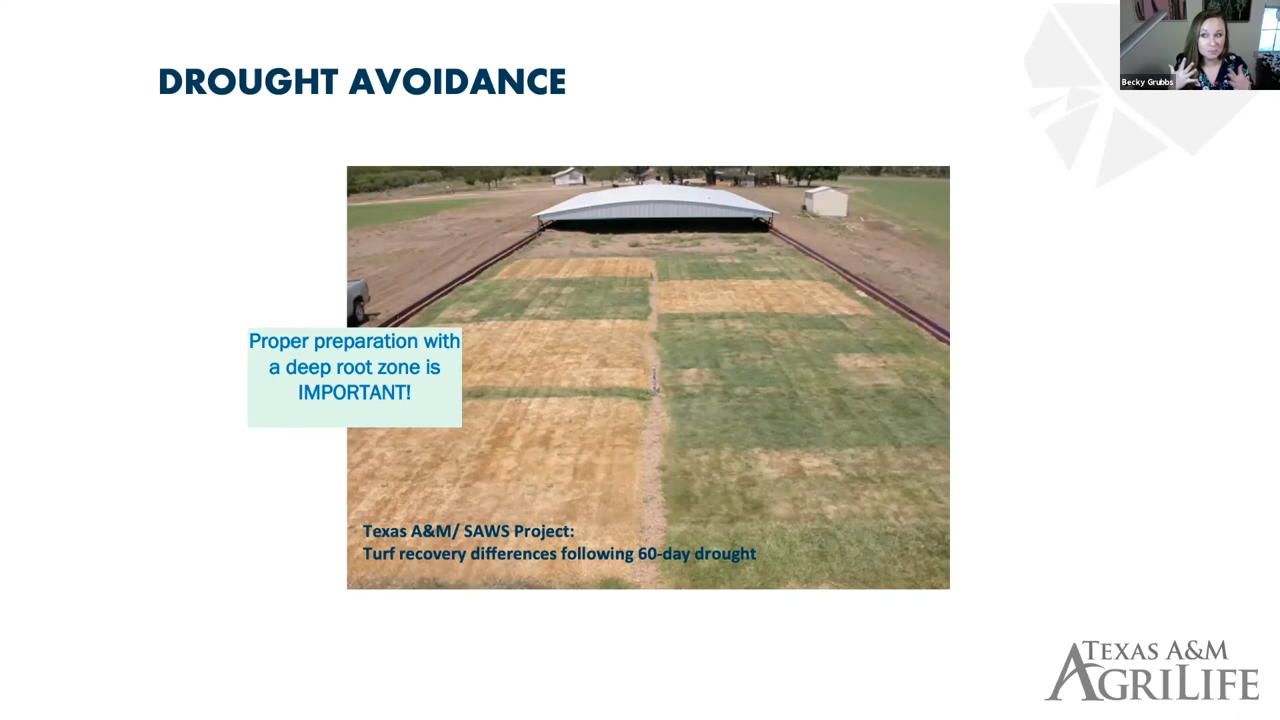 DROUGHT AVOIDANCE
Becky Grubbs
Proper preparation with
a deep root zone is
IMPORTANT!
Texas A&M/ SAWS Project:
Turf recovery differences following 60-day drought
TEXAS A&M
AGRILIFE